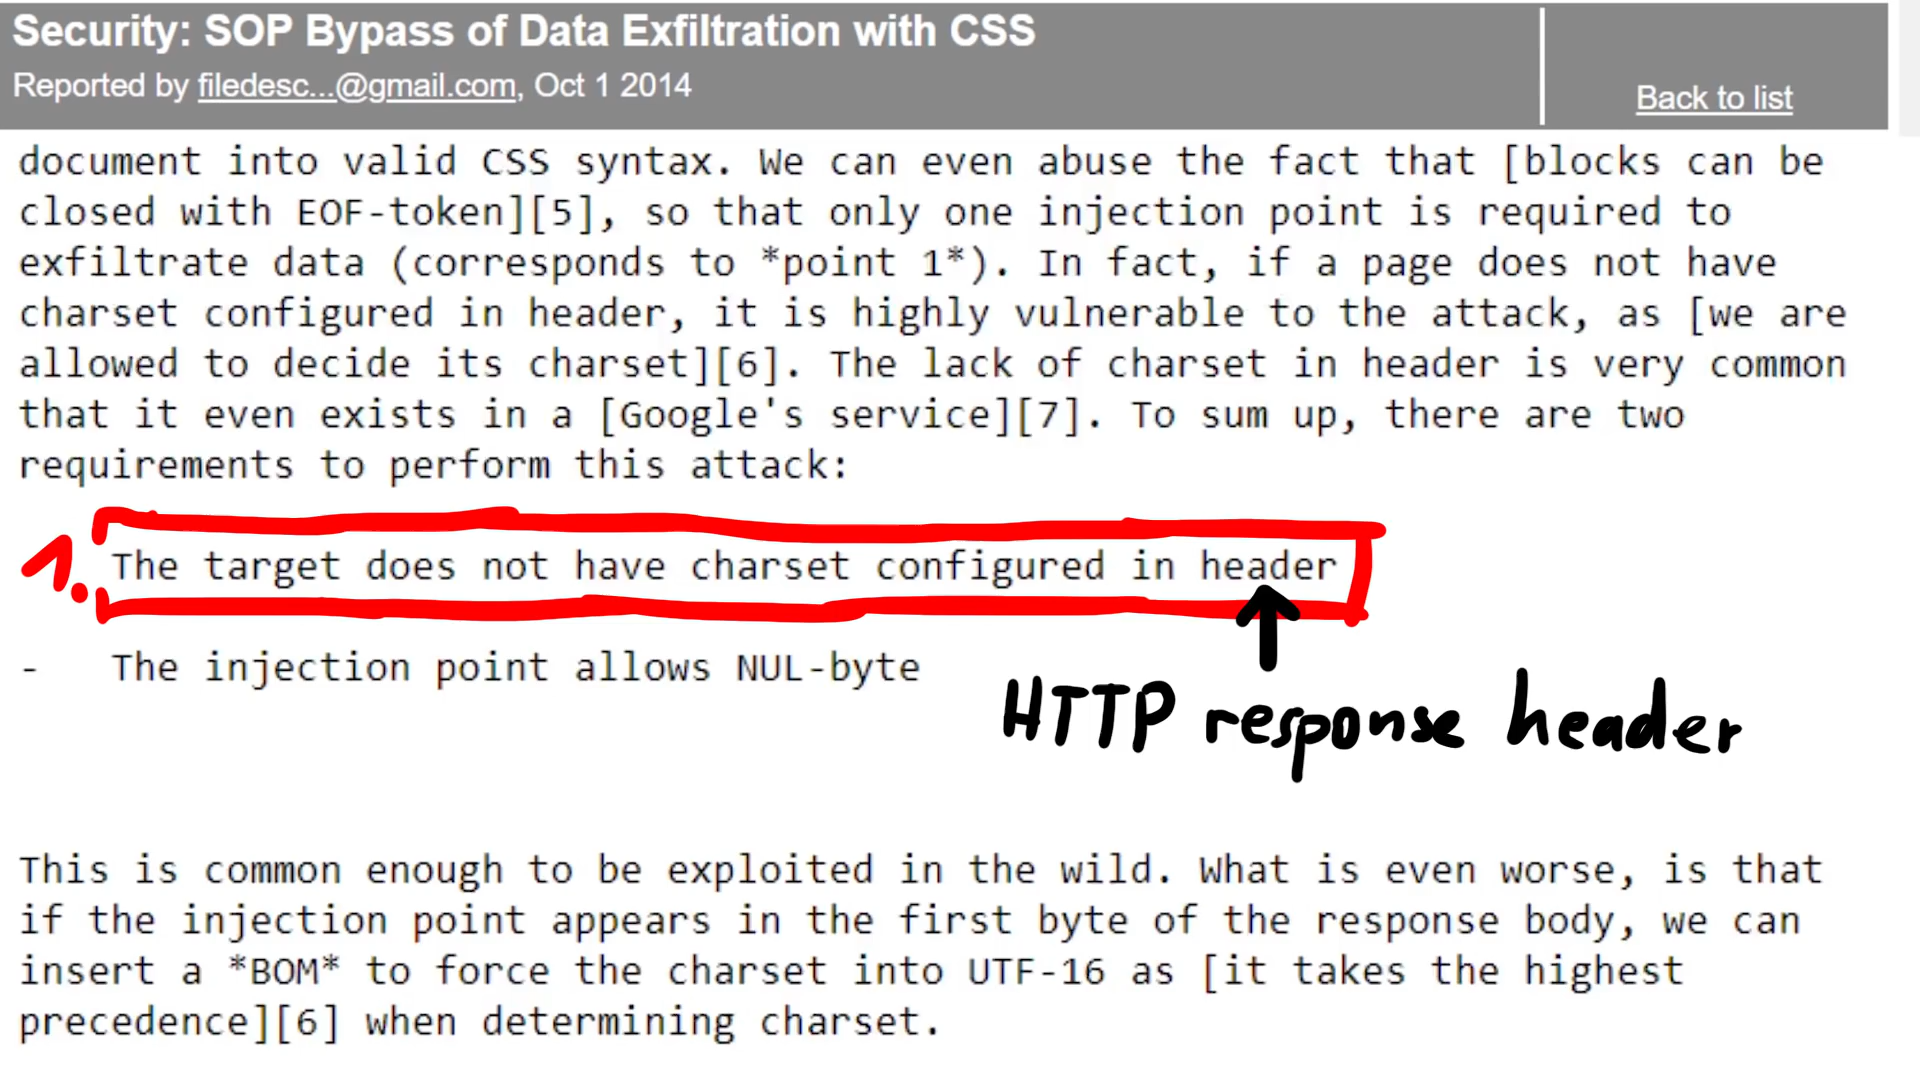 Security: SOP Bypass of Data Exfiltration with CSS
Reported by filedesc...@gmail.com, Oct 1 2014
Back to list
document into valid CSS syntax. We can even abuse the fact that [blocks can be
closed with EOF-token][5], so that only one injection point is required to
exfiltrate data (corresponds to *point 1*). In fact, if a page does not have
charset configured in header, it is highly vulnerable to the attack, as [we are
allowed to decide its charset][6]. The lack of charset in header is very common
that it even exists in a [Google's service][7]. To sum up, there are two
requirements to perform this attack:
1. The target does not have charset configured in header
- The injection point allows NUL-byte
HTTP response header
This is common enough to be exploited in the wild. What is even worse, is that
if the injection point appears in the first byte of the response body, we can
insert a *BOM* to force the charset into UTF-16 as [it takes the highest
precedence][6] when determining charset.